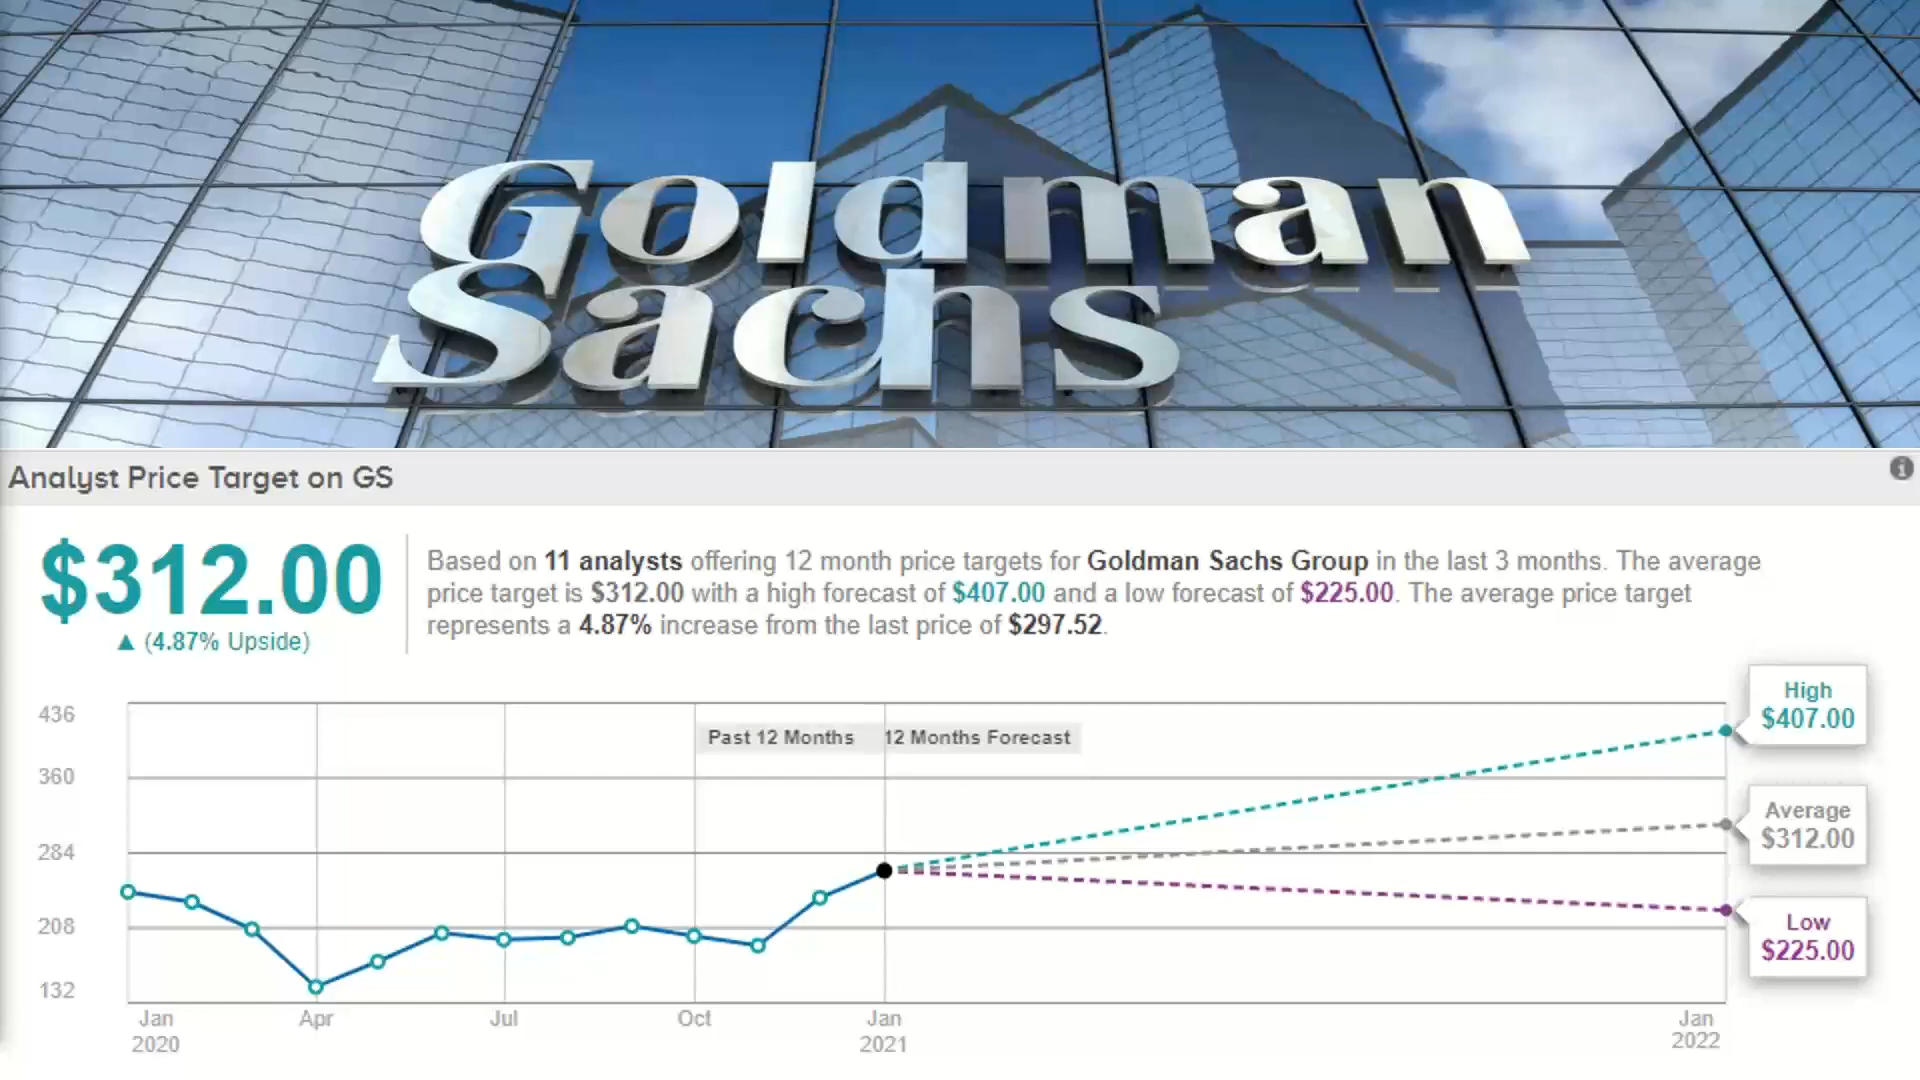 Goldman
Sachs
Analyst Price Target on GS
$312.00
▲ (4.87% Upside)
Based on 11 analysts offering 12 month price targets for Goldman Sachs Group in the last 3 months. The average
price target is $312.00 with a high forecast of $407.00 and a low forecast of $225.00. The average price target
represents a 4.87% increase from the last price of $297.52.
436
360
284
208
132
Past 12 Months
12 Months Forecast
High
$407.00
Average
$312.00
Low
$225.00
Jan
2020
Apr
Jul
Oct
Jan
2021
Jan
2022